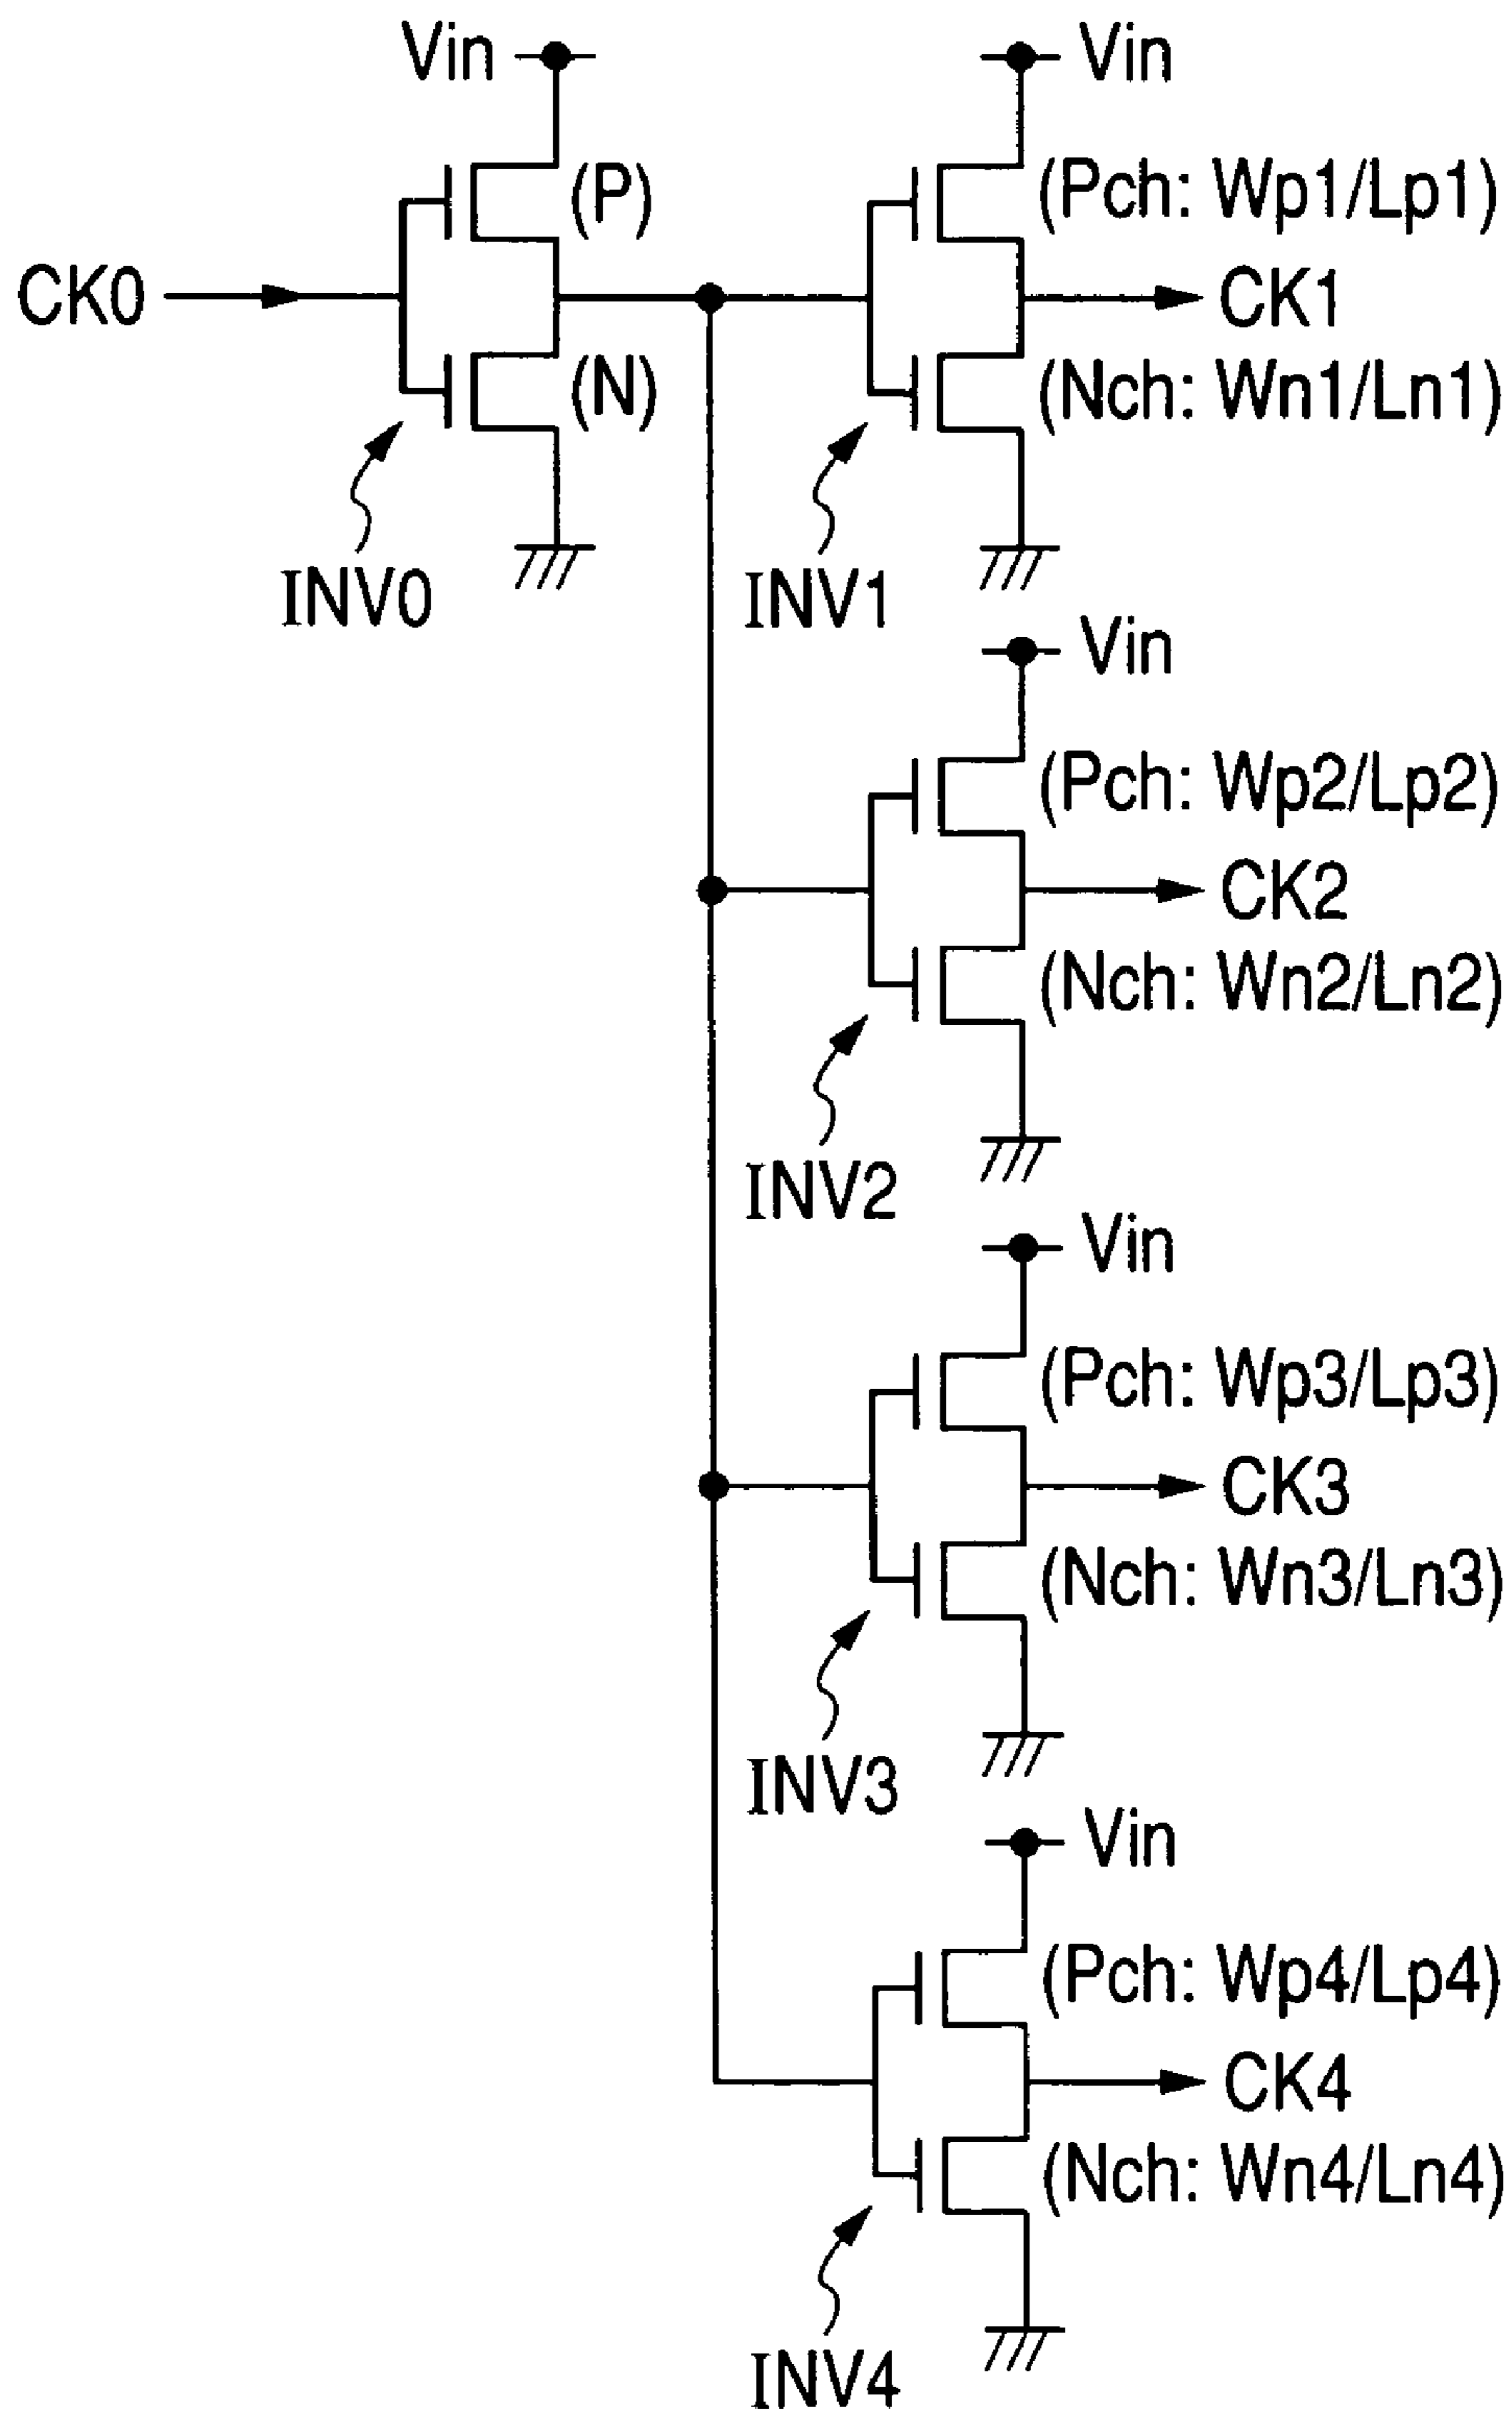 Vin
Vin
(P)
(Pch: Wp1/Lp1)
CK0
CK1
(N)
(Nch: Wn1/Ln1)
INV0
INV1
Vin
(Pch: Wp2/Lp2)
CK2
(Nch: Wn2/Ln2)
INV2
Vin
(Pch: Wp3/Lp3)
CK3
(Nch: Wn3/Ln3)
INV3
Vin
(Pch: Wp4/Lp4)
CK4
(Nch: Wn4/Ln4)
INV4